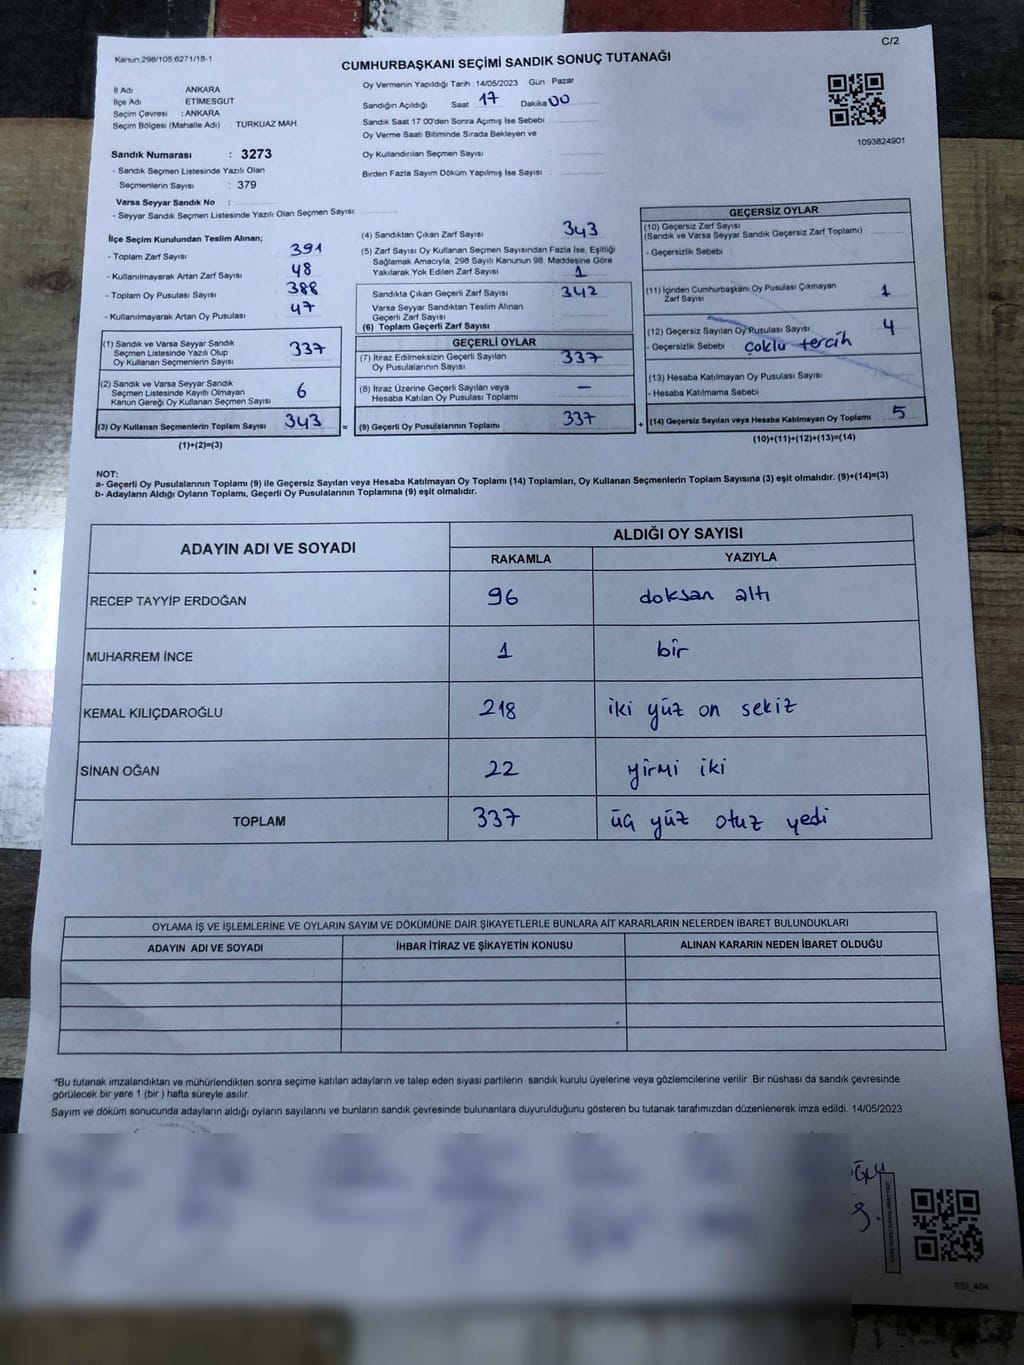 C/2
Kanun:298/105;6271/18-1
CUMHURBAŞKANI SEÇİMİ SANDIK SONUÇ TUTANAĞI
İl Adı ANKARA
İlçe Adı ETİMESGUT
Seçim Çevresi : ANKARA
Seçim Bölgesi (Mahalle Adı) : TURKUAZ MAH.
Oy Vermenin Yapıldığı Tarih : 14/05/2023 Gün : Pazar
Sandığın Açıldığı Saat 17 Dakika 00
Sandık Saat 17:00'den Sonra Açımış İse Sebebi :
Oy Verme Saati Bitiminde Sırada Bekleyen ve
Oy Kullandırılan Seçmen Sayısı :
Birden Fazla Sayım Döküm Yapılmış İse Sayısı :
1093824901
Sandık Numarası : 3273
- Sandık Seçmen Listesinde Yazılı Olan
Seçmenlerin Sayısı : 379
Varsa Seyyar Sandık No :
- Seyyar Sandık Seçmen Listesinde Yazılı Olan Seçmen Sayısı:
İlçe Seçim Kurulundan Teslim Alınan;
- Toplam Zarf Sayısı : 391
- Kullanılmayarak Artan Zarf Sayısı : 48
- Toplam Oy Pusulası Sayısı : 388
- Kullanılmayarak Artan Oy Pusulası : 47
(1) Sandık ve Varsa Seyyar Sandık
Seçmen Listesinde Yazılı Olup
Oy Kullanan Seçmenlerin Sayısı : 337
(2) Sandık ve Varsa Seyyar Sandık
Seçmen Listesinde Kayıtlı Olmayan
Kanun Gereği Oy Kullanan Seçmen Sayısı : 6
(3) Oy Kullanan Seçmenlerin Toplam Sayısı : 343 =
(1)+(2)=(3)
(4) Sandıktan Çıkan Zarf Sayısı : 343
(5) Zarf Sayısı Oy Kullanan Seçmen Sayısından Fazla İse, Eşitliği
Sağlamak Amacıyla, 298 Sayılı Kanunun 98. Maddesine Göre
Yakılarak Yok Edilen Zarf Sayısı : 1
Sandıkta Çıkan Geçerli Zarf Sayısı : 342
Varsa Seyyar Sandıktan Teslim Alınan
Geçerli Zarf Sayısı :
(6) Toplam Geçerli Zarf Sayısı :
GEÇERLİ OYLAR
(7) İtiraz Edilmeksizin Geçerli Sayılan
Oy Pusulalarının Sayısı : 337
(8) İtiraz Üzerine Geçerli Sayılan veya
Hesaba Katılan Oy Pusulası Toplamı : —
(9) Geçerli Oy Pusulalarının Toplamı : 337 +
GEÇERSİZ OYLAR
(10) Geçersiz Zarf Sayısı
(Sandık ve Varsa Seyyar Sandık Geçersiz Zarf Toplamı) :
- Geçersizlik Sebebi :
(11) İçinden Cumhurbaşkanı Oy Pusulası Çıkmayan
Zarf Sayısı : 1
(12) Geçersiz Sayılan Oy Pusulası Sayısı : 4
- Geçersizlik Sebebi : çoklu tercih
(13) Hesaba Katılmayan Oy Pusulası Sayısı :
- Hesaba Katılmama Sebebi :
(14) Geçersiz Sayılan veya Hesaba Katılmayan Oy Toplamı : 5
(10)+(11)+(12)+(13)=(14)
NOT:
a- Geçerli Oy Pusulalarının Toplamı (9) ile Geçersiz Sayılan veya Hesaba Katılmayan Oy Toplamı (14) Toplamları, Oy Kullanan Seçmenlerin Toplam Sayısına (3) eşit olmalıdır. (9)+(14)=(3)
b- Adayların Aldığı Oyların Toplamı, Geçerli Oy Pusulalarının Toplamına (9) eşit olmalıdır.
ADAYIN ADI VE SOYADI ALDIĞI OY SAYISI
RAKAMLA YAZIYLA
RECEP TAYYİP ERDOĞAN 96 doksan altı
MUHARREM İNCE 1 bir
KEMAL KILIÇDAROĞLU 218 iki yüz on sekiz
SİNAN OĞAN 22 yirmi iki
TOPLAM 337 üç yüz otuz yedi
OYLAMA İŞ VE İŞLEMLERİNE VE OYLARIN SAYIM VE DÖKÜMÜNE DAİR ŞİKAYETLERLE BUNLARA AİT KARARLARIN NELERDEN İBARET BULUNDUKLARI
ADAYIN ADI VE SOYADI İHBAR İTİRAZ VE ŞİKAYETİN KONUSU ALINAN KARARIN NEDEN İBARET OLDUĞU
*Bu tutanak imzalandıktan ve mühürlendikten sonra seçime katılan adayların ve talep eden siyasi partilerin sandık kurulu üyelerine veya gözlemcilerine verilir. Bir nüshası da sandık çevresinde
görülecek bir yere 1 (bir ) hafta süreyle asılır.
Sayım ve döküm sonucunda adayların aldığı oyların sayılarını ve bunların sandık çevresinde bulunanlara duyurulduğunu gösteren bu tutanak tarafımızdan düzenlenerek imza edildi. 14/05/2023